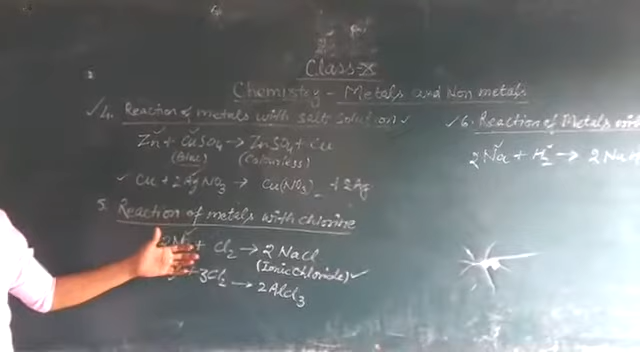 Class-X
Chemistry - Metals and Non metals
✓4. Reaction of metals with salt solution ✓
Zn + CuSO4 → ZnSO4 + Cu
(Blue) (Colourless)
✓ Cu + 2AgNO3 → Cu(NO3)2 + 2Ag
5. Reaction of metals with chlorine
2Na + Cl2 → 2NaCl
(Ionic Chloride) ✓
+ 3Cl2 → 2AlCl3
✓6. Reaction of Metals with
2Na + H2 → 2NaH